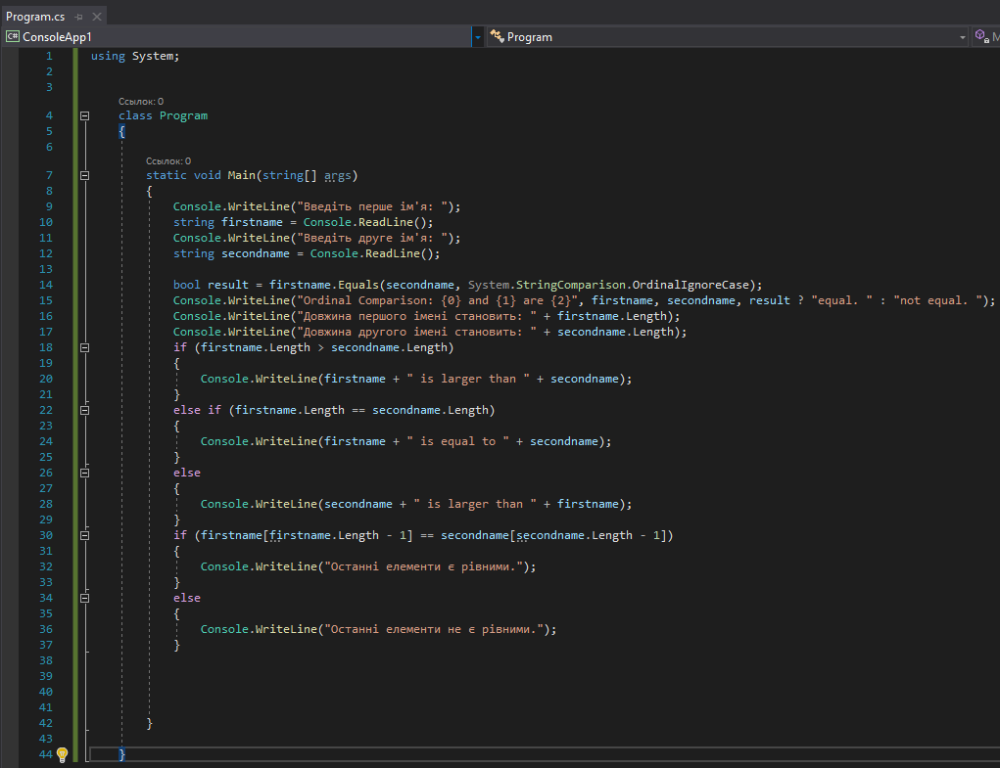 Program.cs
C# ConsoleApp1 Program
1 using System;
2
3
Ссылок: 0
4 class Program
5 {
6
Ссылок: 0
7 static void Main(string[] args)
8 {
9 Console.WriteLine("Введіть перше ім'я: ");
10 string firstname = Console.ReadLine();
11 Console.WriteLine("Введіть друге ім'я: ");
12 string secondname = Console.ReadLine();
13
14 bool result = firstname.Equals(secondname, System.StringComparison.OrdinalIgnoreCase);
15 Console.WriteLine("Ordinal Comparison: {0} and {1} are {2}", firstname, secondname, result ? "equal. " : "not equal. ");
16 Console.WriteLine("Довжина першого імені становить: " + firstname.Length);
17 Console.WriteLine("Довжина другого імені становить: " + secondname.Length);
18 if (firstname.Length > secondname.Length)
19 {
20 Console.WriteLine(firstname + " is larger than " + secondname);
21 }
22 else if (firstname.Length == secondname.Length)
23 {
24 Console.WriteLine(firstname + " is equal to " + secondname);
25 }
26 else
27 {
28 Console.WriteLine(secondname + " is larger than " + firstname);
29 }
30 if (firstname[firstname.Length - 1] == secondname[secondname.Length - 1])
31 {
32 Console.WriteLine("Останні елементи є рівними.");
33 }
34 else
35 {
36 Console.WriteLine("Останні елементи не є рівними.");
37 }
38
39
40
41
42 }
43
44 }